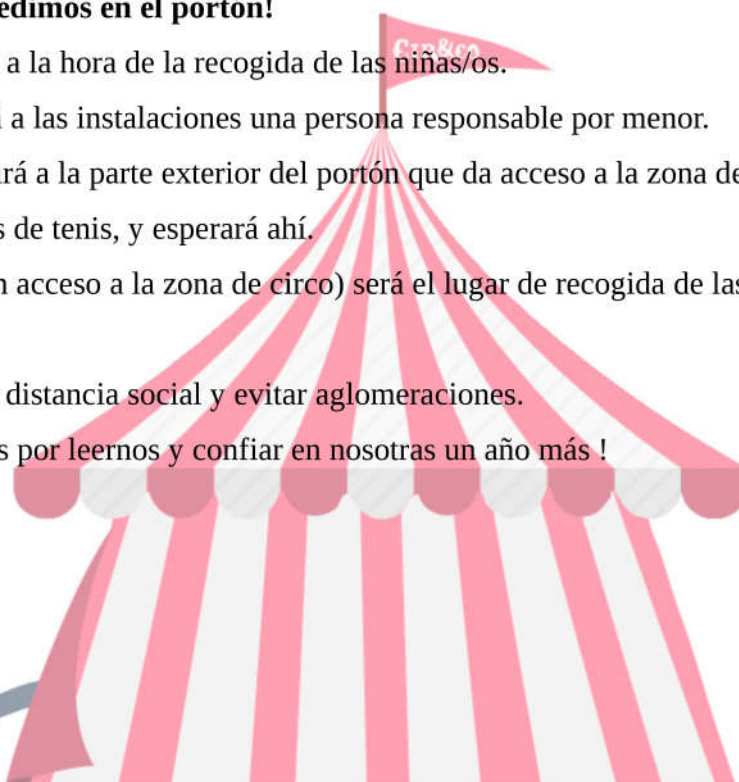 edimos en el portón!
Cir&co
a la hora de la recogida de las niñas/os.
a las instalaciones una persona responsable por menor.
irá a la parte exterior del portón que da acceso a la zona de
s de tenis, y esperará ahí.
n acceso a la zona de circo) será el lugar de recogida de las
distancia social y evitar aglomeraciones.
s por leernos y confiar en nosotras un año más !